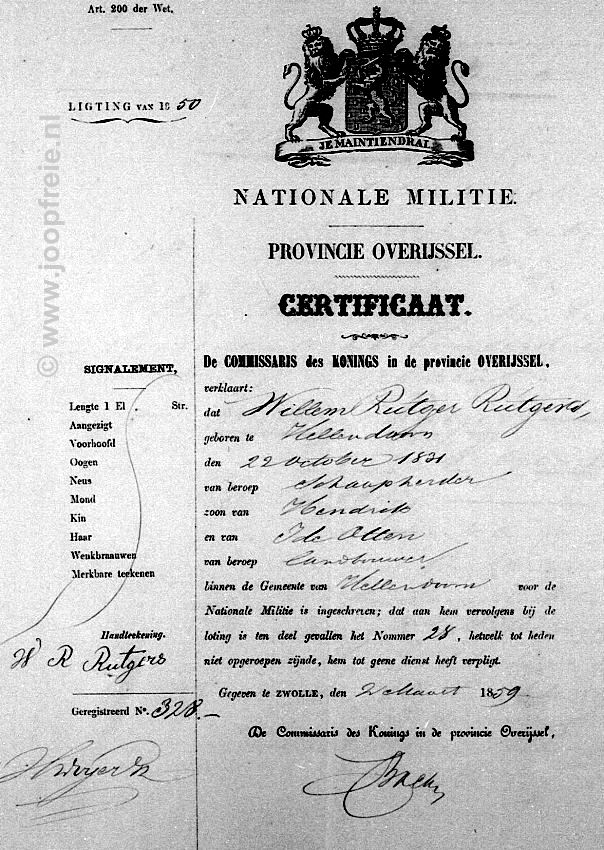 Art. 200 der Wet.
LIGTING VAN 18 50
JE MAINTIENDRAI
NATIONALE MILITIE.
PROVINCIE OVERIJSSEL.
CERTIFICAAT.
© www.joopfreie.nl
SIGNALEMENT,
Lengte 1 El . Str.
Aangezigt
Voorhoofd
Oogen
Neus
Mond
Kin
Haar
Wenkbraauwen
Merkbare teekenen
Handteekening.
W R Rutgers
Geregistreerd No. 328.
De COMMISSARIS des KONINGS in de provincie OVERIJSSEL,
verklaart:
dat Willem Rutger Rutgers,
geboren te Hellendoorn
den 22 October 1831
van beroep Schaapherder
zoon van Hendrik
en van Ida Olten
van beroep landbouwer
binnen de Gemeente van Hellendoorn voor de
Nationale Militie is ingeschreven; dat aan hem vervolgens bij de
loting is ten deel gevallen het Nommer 28, hetwelk tot heden
niet opgeroepen zijnde, hem tot geene dienst heeft verpligt.
Gegeven te ZWOLLE, den 2 Maart 1859.
De Commissaris des Konings in de provincie Overijssel,